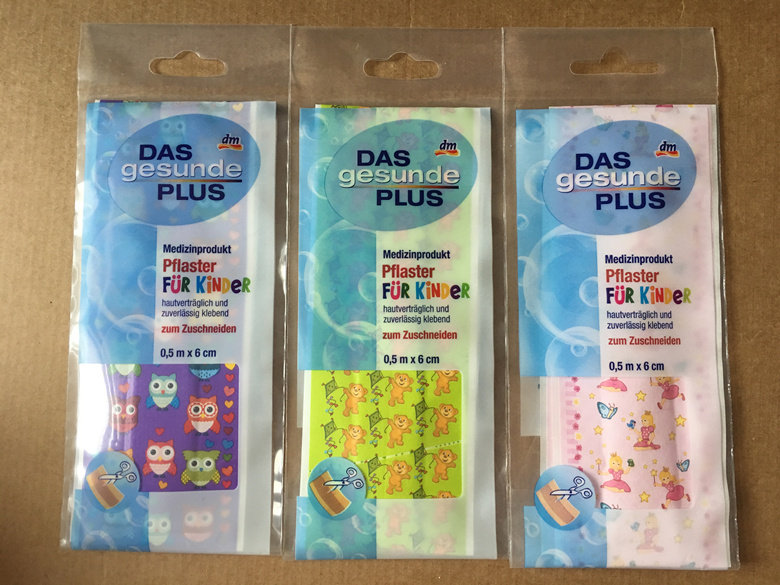 dm
DAS
gesunde
PLUS
Medizinprodukt
Pflaster
FÜR KiNDeR
hautverträglich und
zuverlässig klebend
zum Zuschneiden
0,5 m x 6 cm
dm
DAS
gesunde
PLUS
Medizinprodukt
Pflaster
FÜR KiNDeR
hautverträglich und
zuverlässig klebend
zum Zuschneiden
0,5 m x 6 cm
dm
DAS
gesunde
PLUS
Medizinprodukt
Pflaster
FÜR KiNDeR
hautverträglich und
zuverlässig klebend
zum Zuschneiden
0,5 m x 6 cm